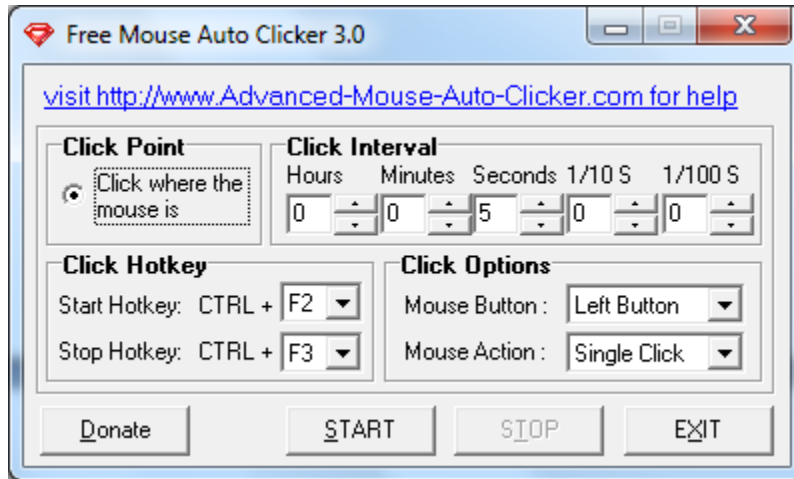 Free Mouse Auto Clicker 3.0
X
visit http://www.Advanced-Mouse-Auto-Clicker.com for help
Click Point
Click where the
mouse is
Click Interval
Hours Minutes Seconds 1/10 S 1/100 S
0 0 5 0 0
Click Hotkey
Start Hotkey: CTRL + F2
Stop Hotkey: CTRL + F3
Click Options
Mouse Button : Left Button
Mouse Action : Single Click
Donate START STOP EXIT